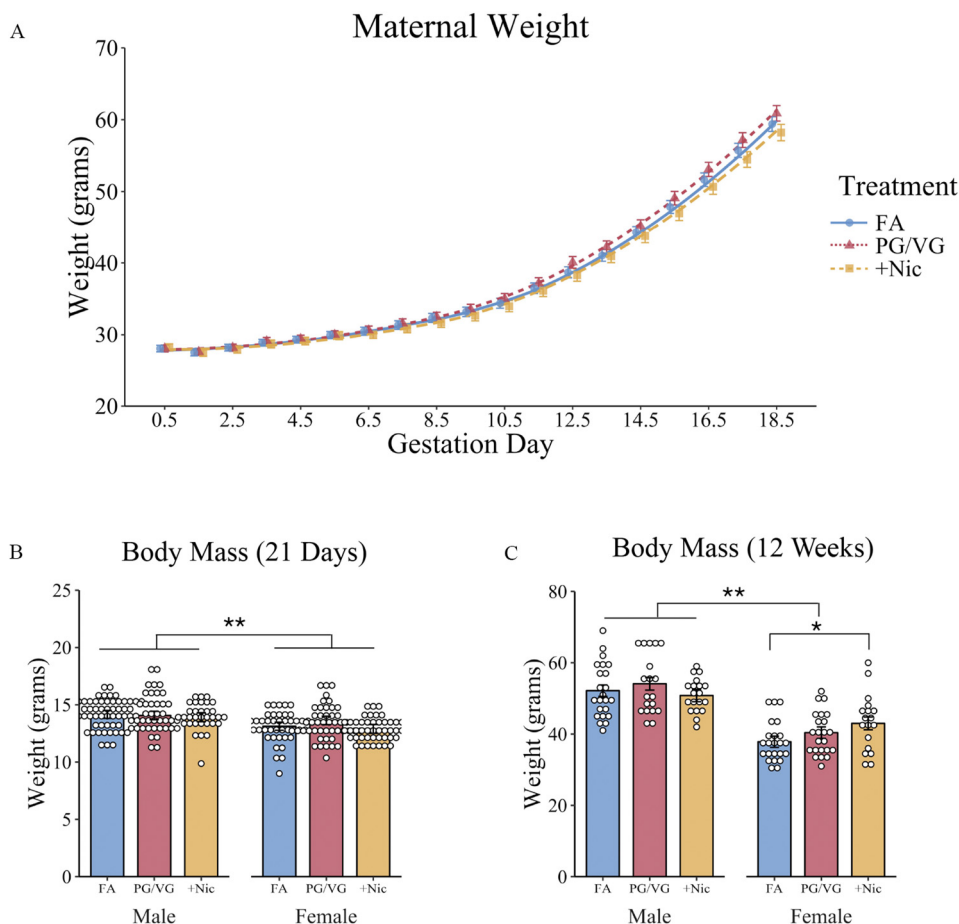 A
Maternal Weight
70
60
50
40
30
20
Weight (grams)
0.5 2.5 4.5 6.5 8.5 10.5 12.5 14.5 16.5 18.5
Gestation Day
Treatment
FA
PG/VG
+Nic
B
Body Mass (21 Days)
25
20
15
10
5
0
Weight (grams)
**
FA PG/VG +Nic FA PG/VG +Nic
Male Female
C
Body Mass (12 Weeks)
80
60
40
20
0
Weight (grams)
**
*
FA PG/VG +Nic FA PG/VG +Nic
Male Female